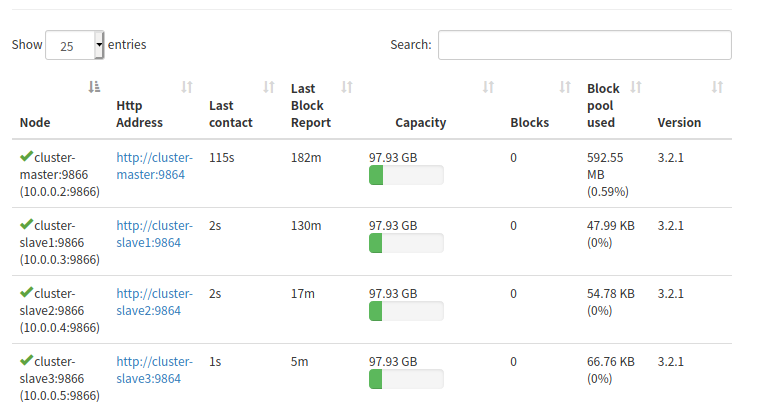 Show 25 entries Search:
Node Http Address Last contact Last Block Report Capacity Blocks Block pool used Version
cluster-master:9866 (10.0.0.2:9866) http://cluster-master:9864 115s 182m 97.93 GB 0 592.55 MB (0.59%) 3.2.1
cluster-slave1:9866 (10.0.0.3:9866) http://cluster-slave1:9864 2s 130m 97.93 GB 0 47.99 KB (0%) 3.2.1
cluster-slave2:9866 (10.0.0.4:9866) http://cluster-slave2:9864 2s 17m 97.93 GB 0 54.78 KB (0%) 3.2.1
cluster-slave3:9866 (10.0.0.5:9866) http://cluster-slave3:9864 1s 5m 97.93 GB 0 66.76 KB (0%) 3.2.1